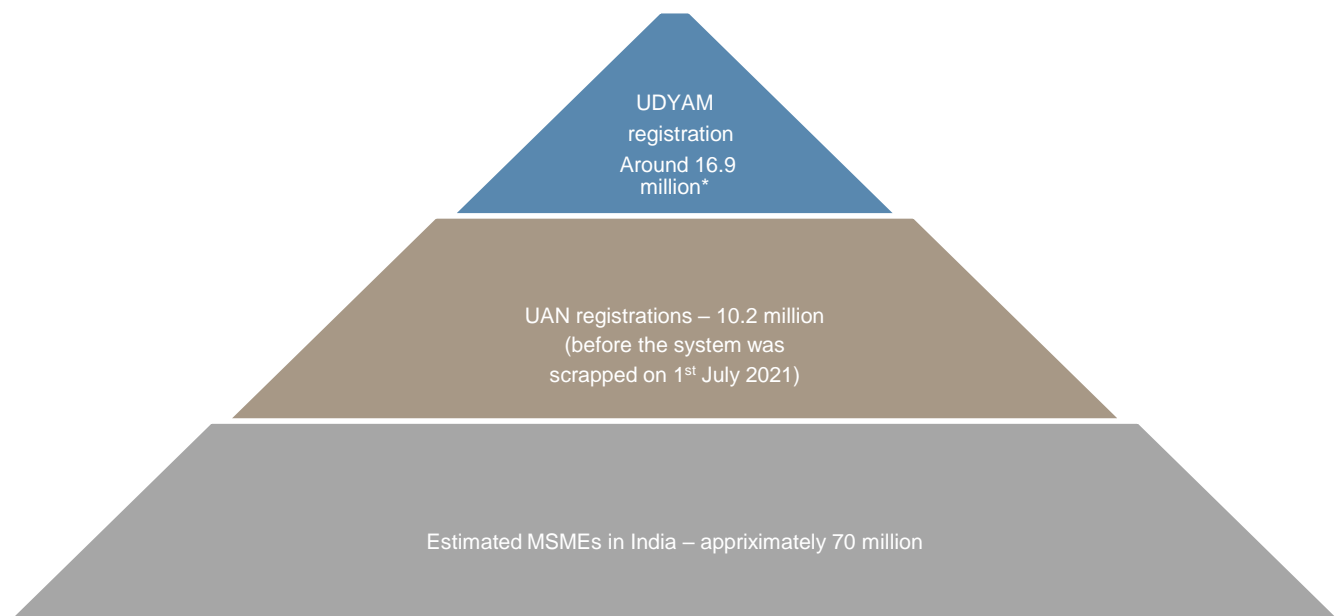 UDYAM
registration
Around 16.9
million*
UAN registrations – 10.2 million
(before the system was
scrapped on 1st July 2021)
Estimated MSMEs in India – appriximately 70 million